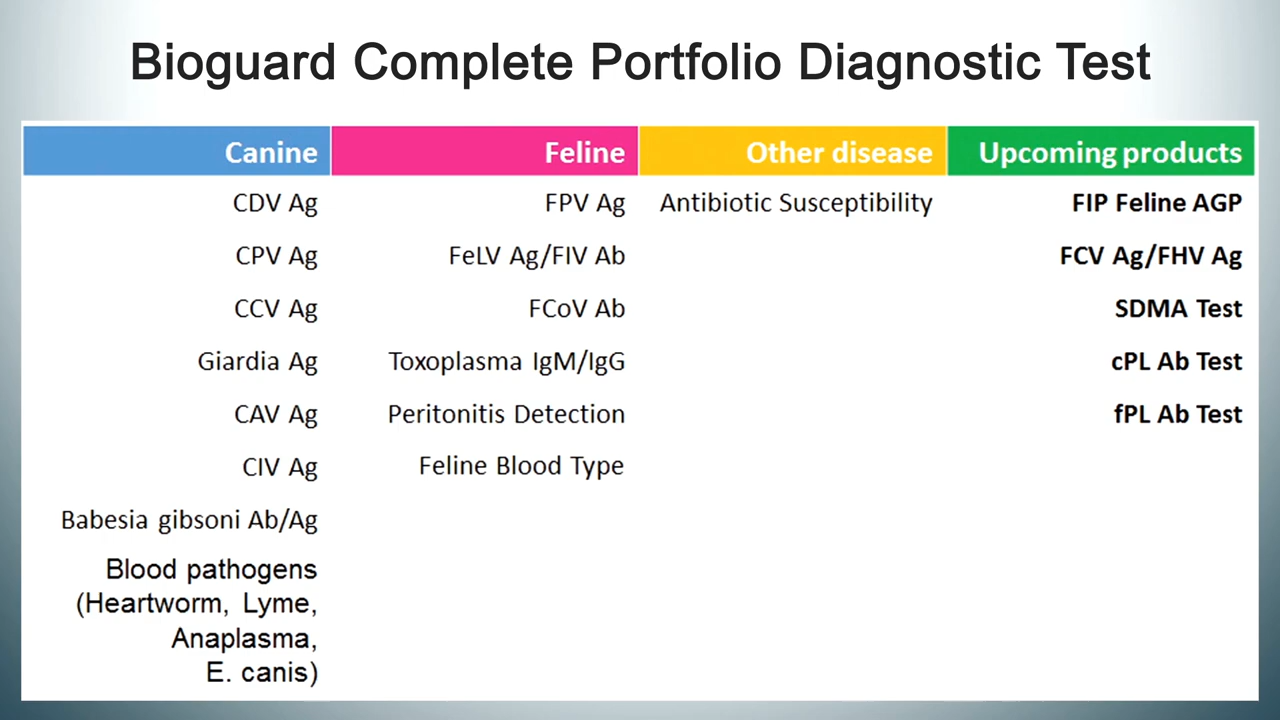 Bioguard Complete Portfolio Diagnostic Test
Canine Feline Other disease Upcoming products
CDV Ag FPV Ag Antibiotic Susceptibility FIP Feline AGP
CPV Ag FeLV Ag/FIV Ab FCV Ag/FHV Ag
CCV Ag FCoV Ab SDMA Test
Giardia Ag Toxoplasma IgM/IgG cPL Ab Test
CAV Ag Peritonitis Detection fPL Ab Test
CIV Ag Feline Blood Type
Babesia gibsoni Ab/Ag
Blood pathogens
(Heartworm, Lyme,
Anaplasma,
E. canis)